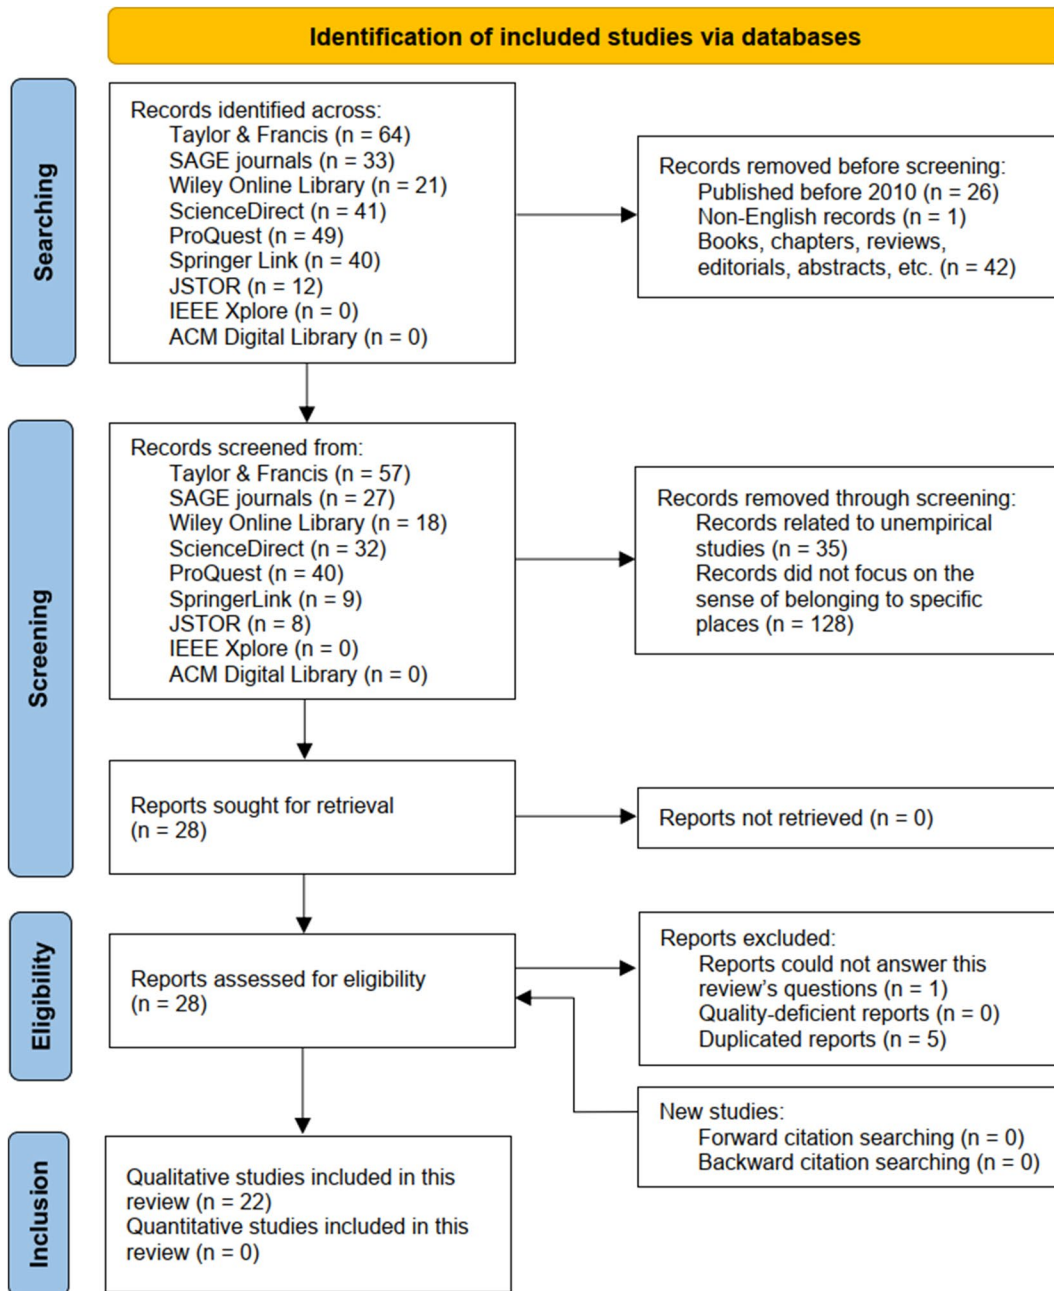 Identification of included studies via databases
Searching
Records identified across:
Taylor & Francis (n = 64)
SAGE journals (n = 33)
Wiley Online Library (n = 21)
ScienceDirect (n = 41)
ProQuest (n = 49)
Springer Link (n = 40)
JSTOR (n = 12)
IEEE Xplore (n = 0)
ACM Digital Library (n = 0)
Records removed before screening:
Published before 2010 (n = 26)
Non-English records (n = 1)
Books, chapters, reviews,
editorials, abstracts, etc. (n = 42)
Screening
Records screened from:
Taylor & Francis (n = 57)
SAGE journals (n = 27)
Wiley Online Library (n = 18)
ScienceDirect (n = 32)
ProQuest (n = 40)
SpringerLink (n = 9)
JSTOR (n = 8)
IEEE Xplore (n = 0)
ACM Digital Library (n = 0)
Records removed through screening:
Records related to unempirical
studies (n = 35)
Records did not focus on the
sense of belonging to specific
places (n = 128)
Reports sought for retrieval
(n = 28)
Reports not retrieved (n = 0)
Eligibility
Reports assessed for eligibility
(n = 28)
Reports excluded:
Reports could not answer this
review's questions (n = 1)
Quality-deficient reports (n = 0)
Duplicated reports (n = 5)
New studies:
Forward citation searching (n = 0)
Backward citation searching (n = 0)
Inclusion
Qualitative studies included in this
review (n = 22)
Quantitative studies included in this
review (n = 0)